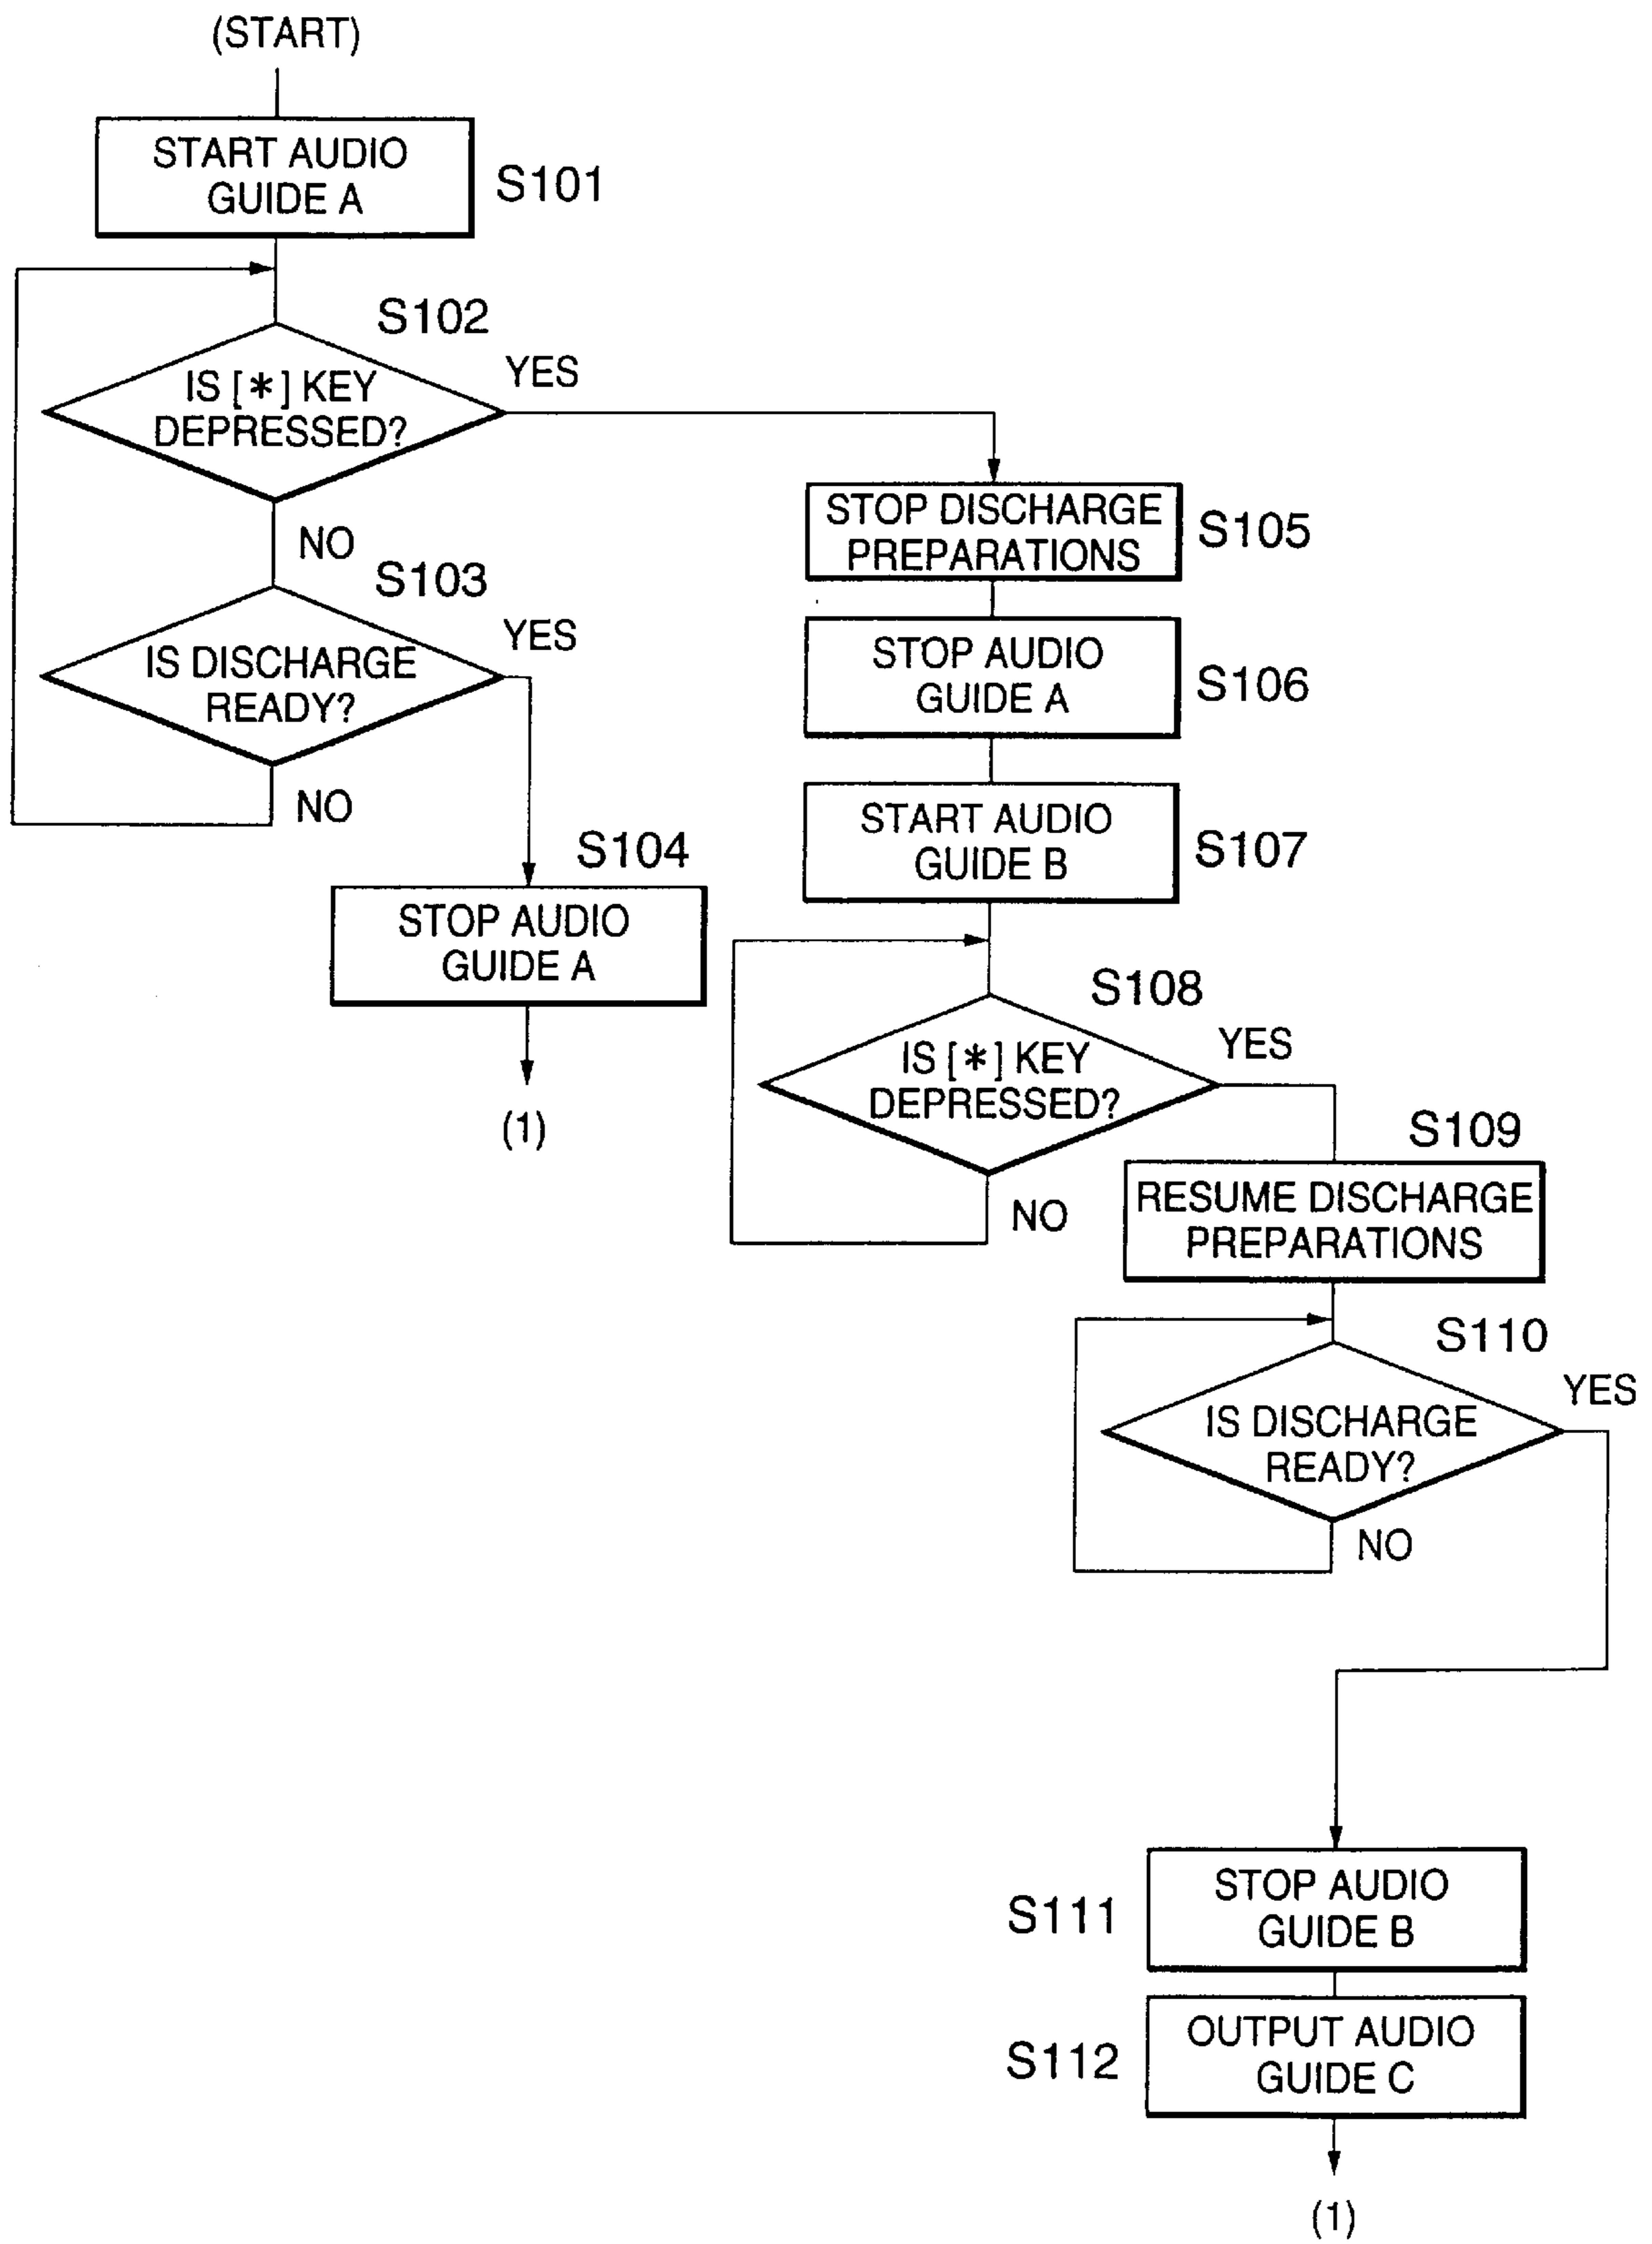 (START)
START AUDIO
GUIDE A
S101
S102
IS [*] KEY
DEPRESSED?
YES
NO
S103
IS DISCHARGE
READY?
YES
NO
S104
STOP AUDIO
GUIDE A
(1)
STOP DISCHARGE
PREPARATIONS
S105
STOP AUDIO
GUIDE A
S106
START AUDIO
GUIDE B
S107
S108
IS [*] KEY
DEPRESSED?
YES
NO
S109
RESUME DISCHARGE
PREPARATIONS
S110
IS DISCHARGE
READY?
YES
NO
S111
STOP AUDIO
GUIDE B
S112
OUTPUT AUDIO
GUIDE C
(1)